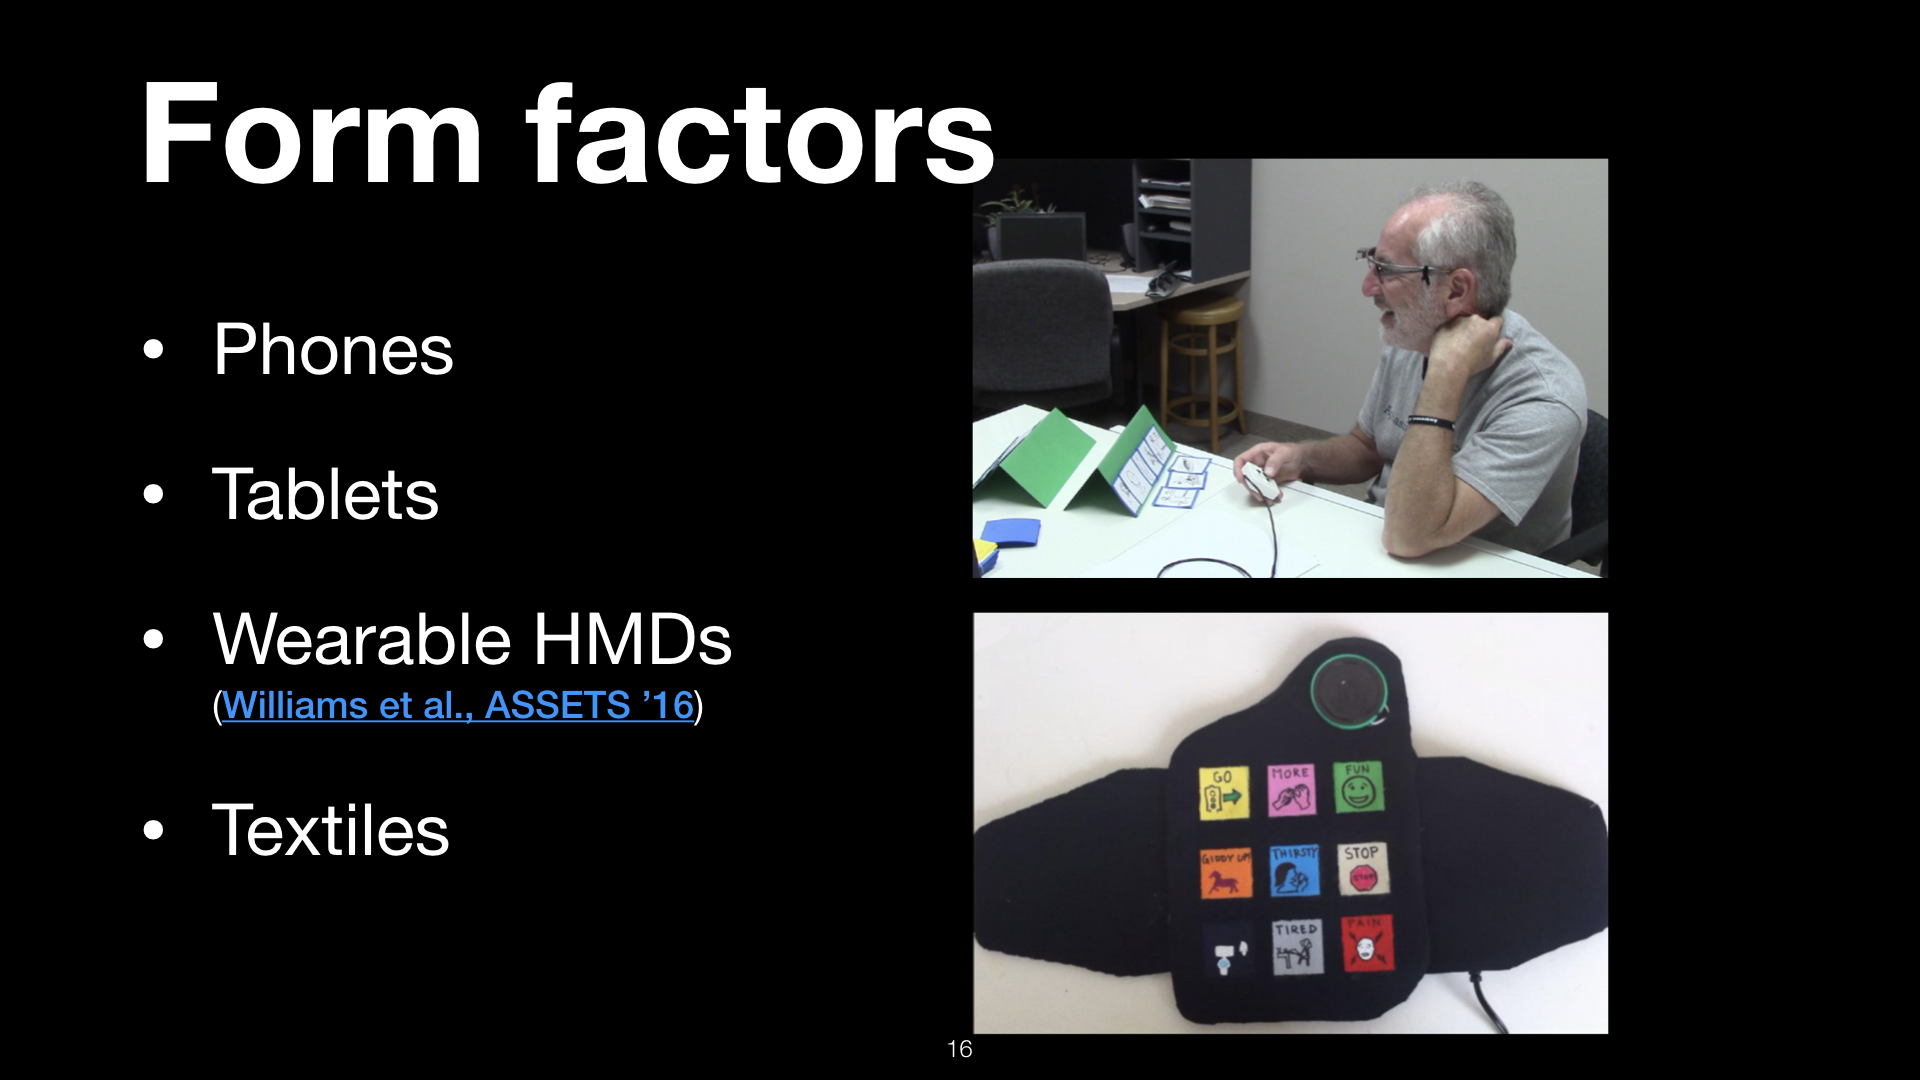 Form factors
• Phones
• Tablets
• Wearable HMDs
(Williams et al., ASSETS ’16)
• Textiles
GO
MORE
FUN
GIDDY UP!
THIRSTY
STOP
STOP
TIRED
PAIN
16